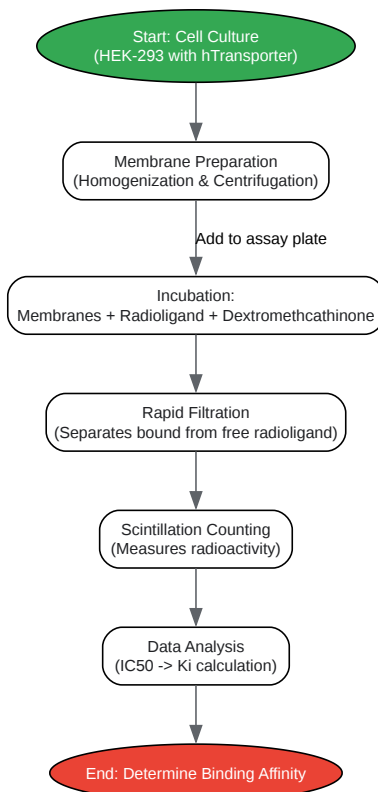 Start: Cell Culture
(HEK-293 with hTransporter)
Membrane Preparation
(Homogenization & Centrifugation)
Add to assay plate
Incubation:
Membranes + Radioligand + Dextromethcathinone
Rapid Filtration
(Separates bound from free radioligand)
Scintillation Counting
(Measures radioactivity)
Data Analysis
(IC50 -> Ki calculation)
End: Determine Binding Affinity